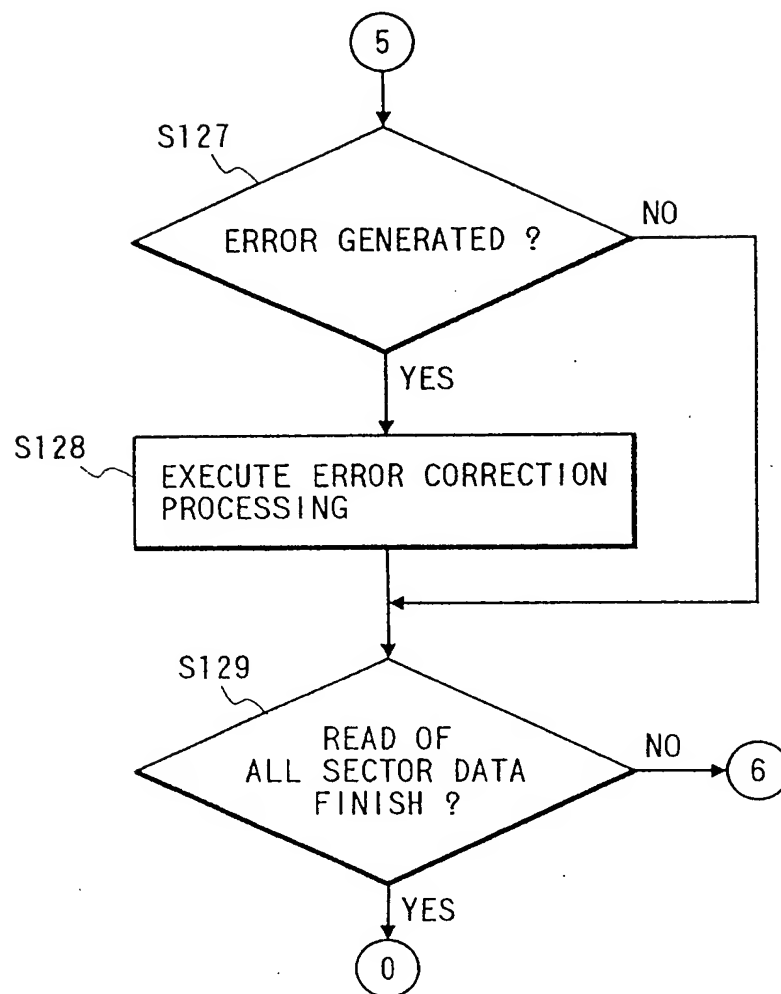 5
S127
ERROR GENERATED ?
NO
YES
S128
EXECUTE ERROR CORRECTION
PROCESSING
S129
READ OF
ALL SECTOR DATA
FINISH ?
NO
6
YES
0